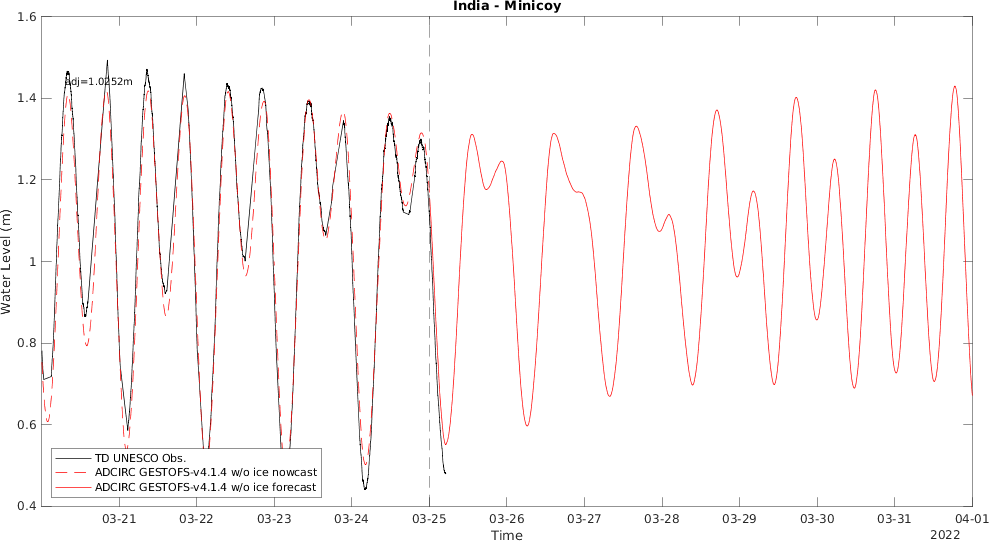 India - Minicoy
1.6
1.4
1.2
1
0.8
0.6
0.4
Water Level (m)
adj=1.0252m
TD UNESCO Obs.
ADCIRC GESTOFS-v4.1.4 w/o ice nowcast
ADCIRC GESTOFS-v4.1.4 w/o ice forecast
03-21 03-22 03-23 03-24 03-25 03-26 03-27 03-28 03-29 03-30 03-31 04-01
Time
2022